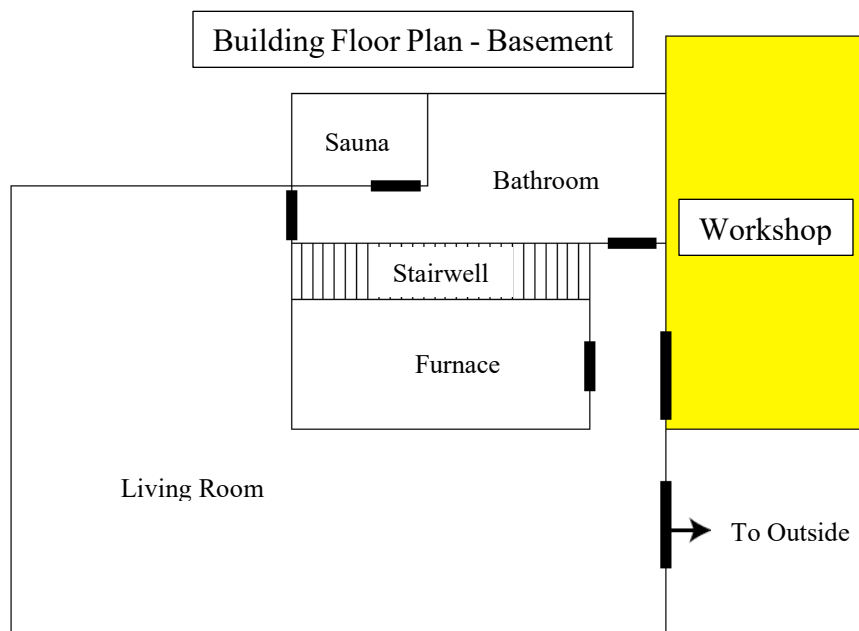 Building Floor Plan - Basement
Sauna
Bathroom
Workshop
Stairwell
Furnace
Living Room
To Outside